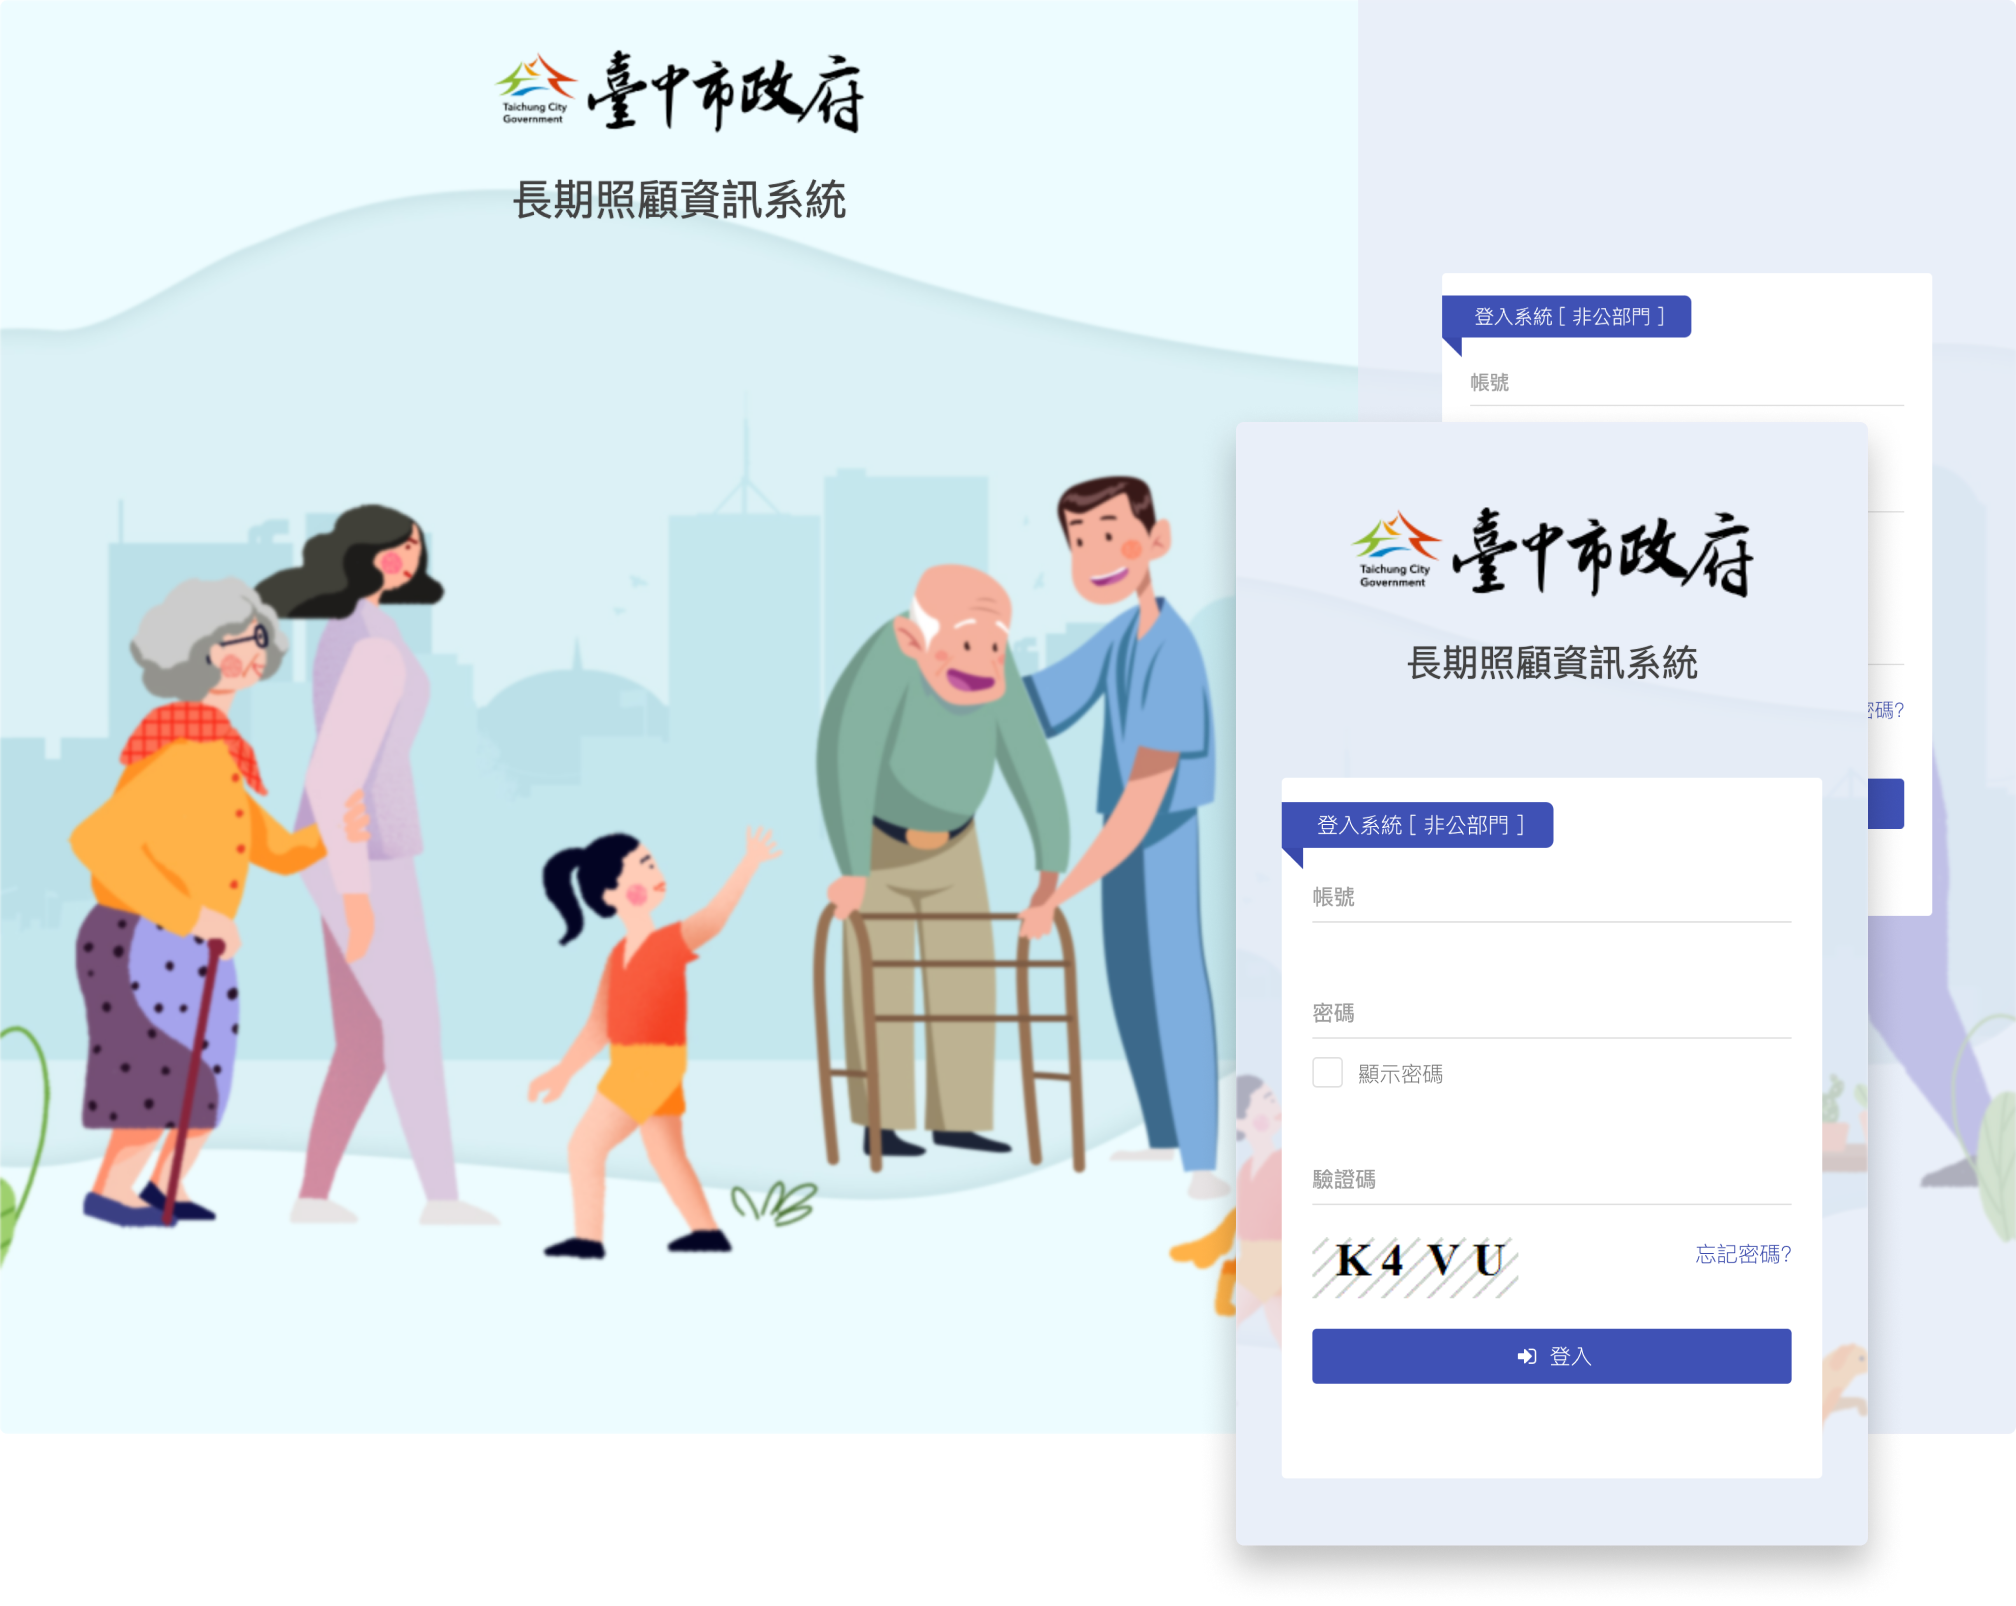 Taichung City
Government
臺中市政府
長期照顧資訊系統
登入系統 [ 非公部門 ]
帳號
密碼?
Taichung City
Government
臺中市政府
長期照顧資訊系統
登入系統 [ 非公部門 ]
帳號
密碼
顯示密碼
驗證碼
K4 VU
忘記密碼?
登入